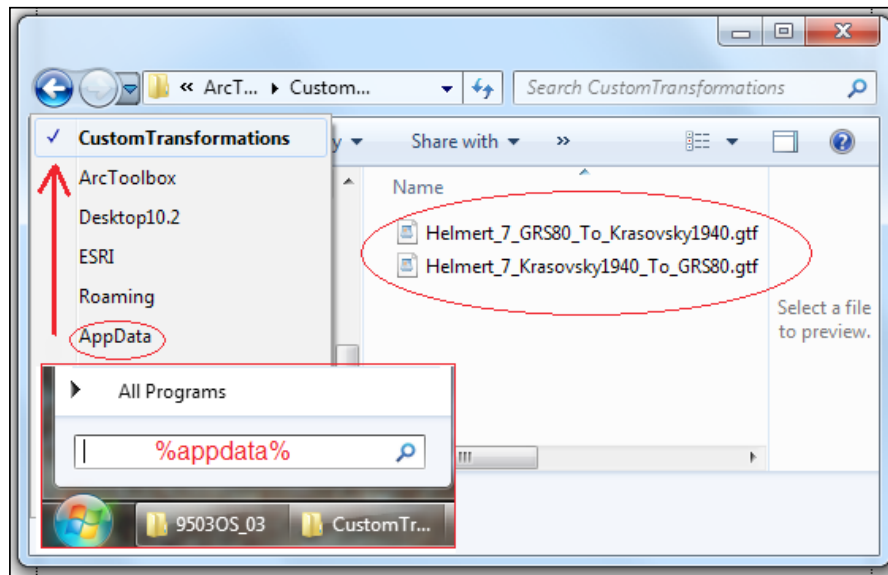 « ArcT... ▸ Custom...
Search CustomTransformations
CustomTransformations
y
Share with
»
ArcToolbox
Desktop10.2
ESRI
Roaming
AppData
Name
Helmert_7_GRS80_To_Krasovsky1940.gtf
Helmert_7_Krasovsky1940_To_GRS80.gtf
Select a file
to preview.
All Programs
%appdata%
9503OS_03
CustomTr...